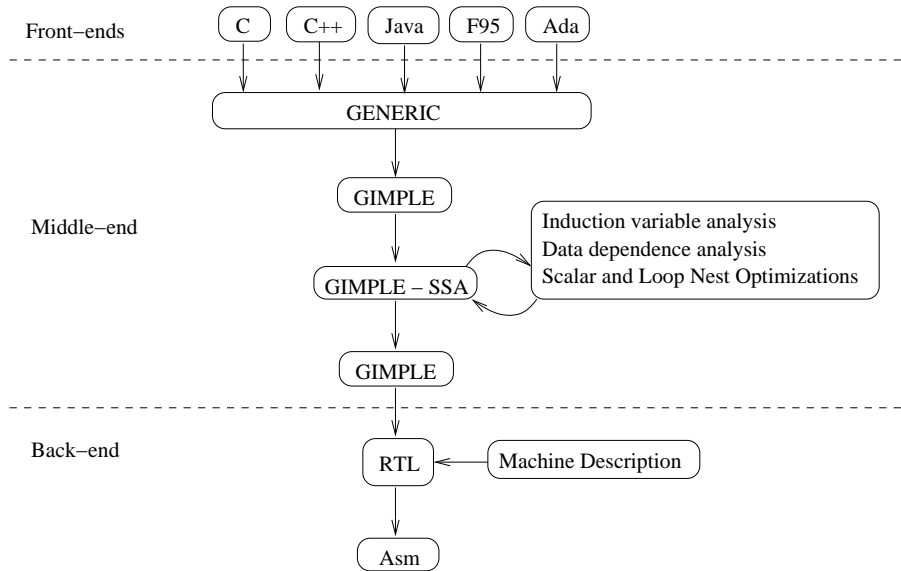 Front−ends
C
C++
Java
F95
Ada
GENERIC
GIMPLE
Middle−end
Induction variable analysis
Data dependence analysis
Scalar and Loop Nest Optimizations
GIMPLE − SSA
GIMPLE
Back−end
RTL
Machine Description
Asm